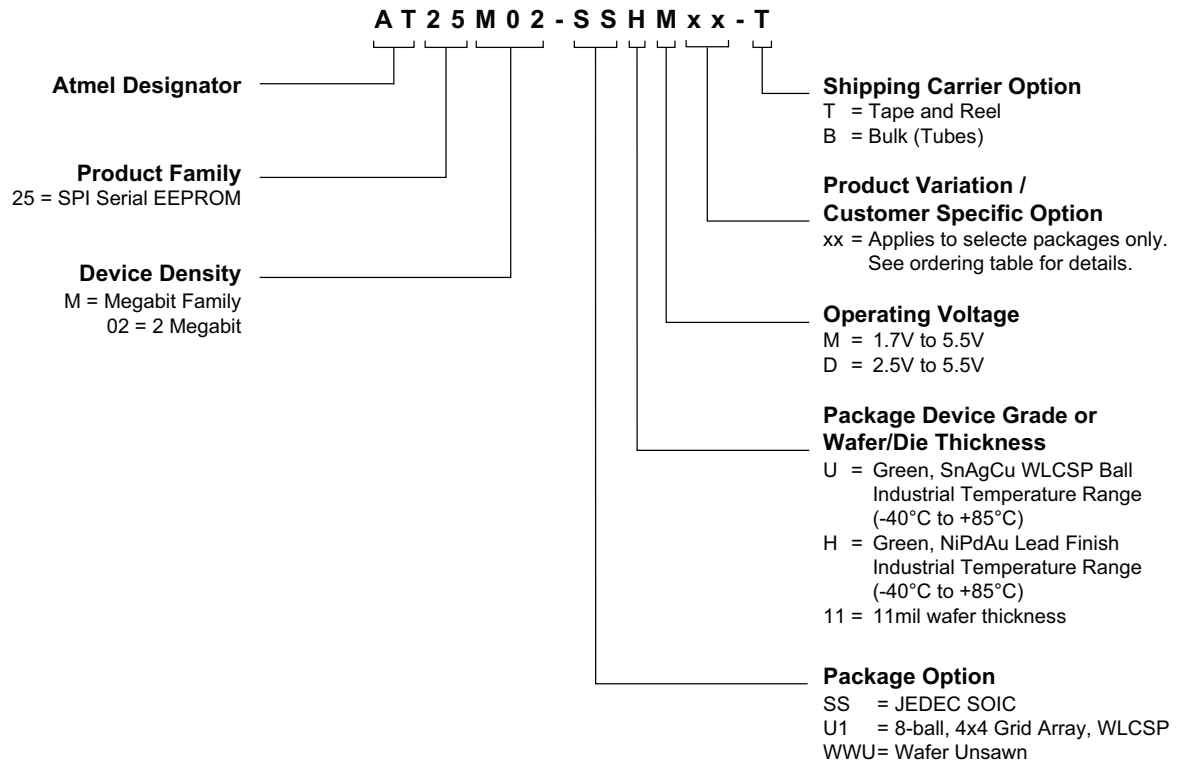 A T 2 5 M 0 2 - S S H M x x - T
Atmel Designator
Product Family
25 = SPI Serial EEPROM
Device Density
M = Megabit Family
02 = 2 Megabit
Shipping Carrier Option
T = Tape and Reel
B = Bulk (Tubes)
Product Variation /
Customer Specific Option
xx = Applies to selecte packages only.
See ordering table for details.
Operating Voltage
M = 1.7V to 5.5V
D = 2.5V to 5.5V
Package Device Grade or
Wafer/Die Thickness
U = Green, SnAgCu WLCSP Ball
Industrial Temperature Range
(-40°C to +85°C)
H = Green, NiPdAu Lead Finish
Industrial Temperature Range
(-40°C to +85°C)
11 = 11mil wafer thickness
Package Option
SS = JEDEC SOIC
U1 = 8-ball, 4x4 Grid Array, WLCSP
WWU= Wafer Unsawn